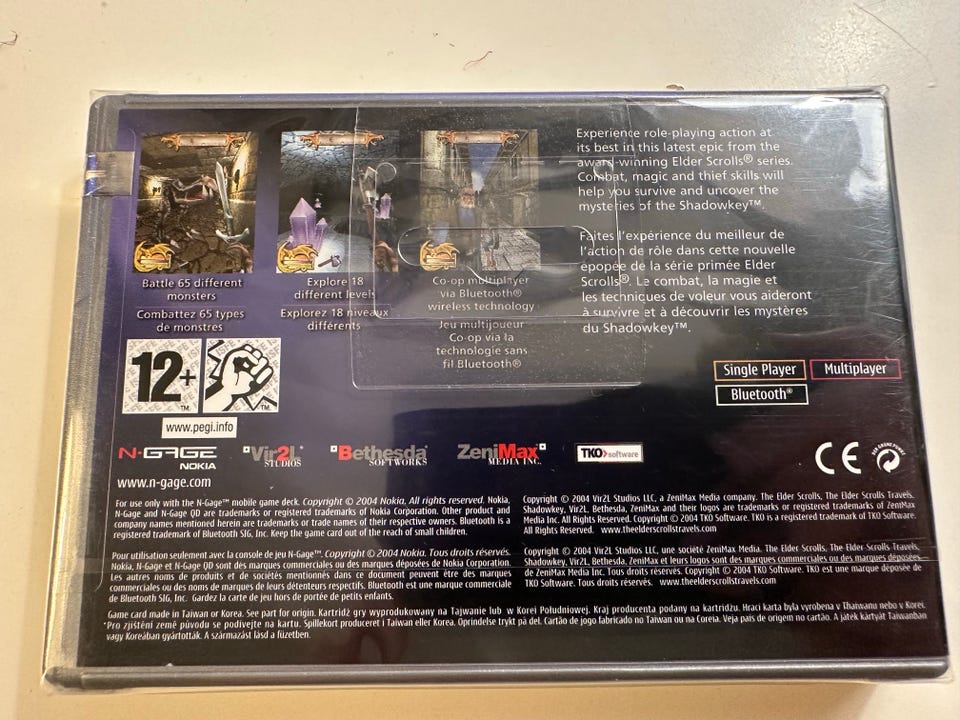 Experience role-playing action at
its best in this latest epic from the
award-winning Elder Scrolls® series.
Combat, magic and thief skills will
help you survive and uncover the
mysteries of the Shadowkey™.
Faites l'expérience du meilleur de
l'action de rôle dans cette nouvelle
épopée de la série primée Elder
Scrolls®. Le combat, la magie et
les techniques de voleur vous aideront
à survivre et à découvrir les mystères
du Shadowkey™.
Battle 65 different
monsters
Combattez 65 types
de monstres
Explore 18
different levels
Explorez 18 niveaux
différents
Co-op multiplayer
via Bluetooth®
wireless technology
Jeu multijoueur
Co-op via la
technologie sans
fil Bluetooth®
12+
™
™
www.pegi.info
Single Player
Multiplayer
Bluetooth®
N·GAGE
NOKIA
Vir2L
STUDIOS
Bethesda
SOFTWORKS
ZeniMax
MEDIA INC.
TKO software
CE
DER GRÜNE PUNKT
www.n-gage.com
For use only with the N-Gage™ mobile game deck. Copyright © 2004 Nokia. All rights reserved. Nokia,
N-Gage and N-Gage QD are trademarks or registered trademarks of Nokia Corporation. Other product and
company names mentioned herein are trademarks or trade names of their respective owners. Bluetooth is a
registered trademark of Bluetooth SIG, Inc. Keep the game card out of the reach of small children.
Copyright © 2004 Vir2L Studios LLC, a ZeniMax Media company. The Elder Scrolls, The Elder Scrolls Travels,
Shadowkey, Vir2L, Bethesda, ZeniMax and their logos are trademarks or registered trademarks of ZeniMax
Media Inc. All Rights Reserved. Copyright © 2004 TKO Software. TKO is a registered trademark of TKO
Software. All Rights Reserved. www.theelderscrollstravels.com
Pour utilisation seulement avec la console de jeu N-Gage™. Copyright © 2004 Nokia. Tous droits réservés.
Nokia, N-Gage et N-Gage QD sont des marques commerciales ou des marques déposées de Nokia Corporation.
Les autres noms de produits et de sociétés mentionnés dans ce document peuvent être des marques
commerciales ou des noms de marques de leurs détenteurs respectifs. Bluetooth est une marque commerciale
de Bluetooth SIG, Inc. Gardez la carte de jeu hors de portée de petits enfants.
Copyright © 2004 Vir2L Studios LLC, une société ZeniMax Media. The Elder Scrolls, The Elder Scrolls Travels,
Shadowkey, Vir2L, Bethesda, ZeniMax et leurs logos sont des marques commerciales ou des marques déposées
de ZeniMax Media Inc. Tous droits réservés. Copyright © 2004 TKO Software. TKO est une marque déposée de
TKO Software. Tous droits réservés. www.theelderscrollstravels.com
Game card made in Taiwan or Korea. See part for origin. Kartridż gry wyprodukowany na Tajwanie lub w Korei Południowej. Kraj producenta podany na kartridżu. Hrací karta byla vyrobena v Thaiwanu nebo v Korei.
*Pro zjištění země původu se podívejte na kartu. Spillekort produceret i Taiwan eller Korea. Oprindelse trykt på del. Cartão de jogo fabricado no Taiwan ou na Coreia. Veja país de origem no cartão. A játék kártyát Taiwanban
vagy Koreában gyártották. A származást lásd a füzetben.